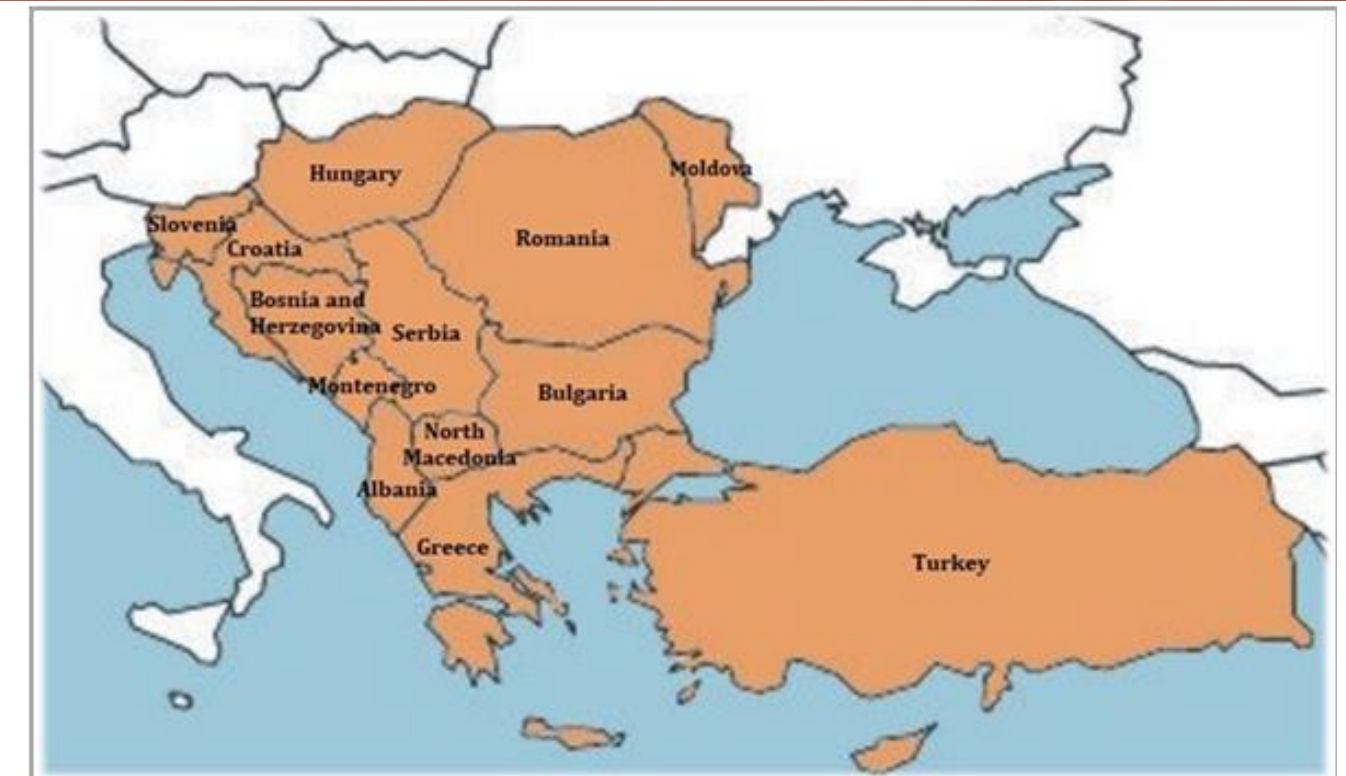 Hungary
Moldova
Slovenia
Croatia
Romania
Bosnia and
Herzegovina
Serbia
Montenegro
Bulgaria
North
Macedonia
Albania
Greece
Turkey